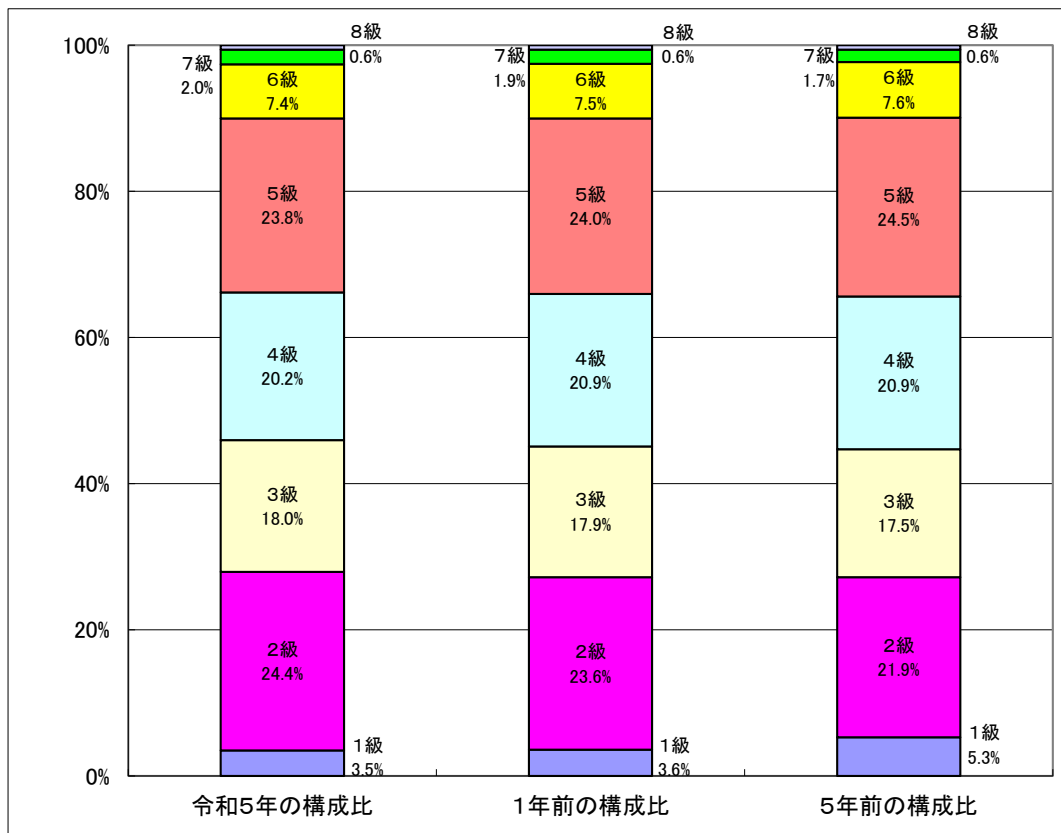 100%
80%
60%
40%
20%
0%
8級
0.6%
7級
2.0%
6級
7.4%
5級
23.8%
4級
20.2%
3級
18.0%
2級
24.4%
1級
3.5%
令和5年の構成比
8級
0.6%
7級
1.9%
6級
7.5%
5級
24.0%
4級
20.9%
3級
17.9%
2級
23.6%
1級
3.6%
1年前の構成比
8級
0.6%
7級
1.7%
6級
7.6%
5級
24.5%
4級
20.9%
3級
17.5%
2級
21.9%
1級
5.3%
5年前の構成比